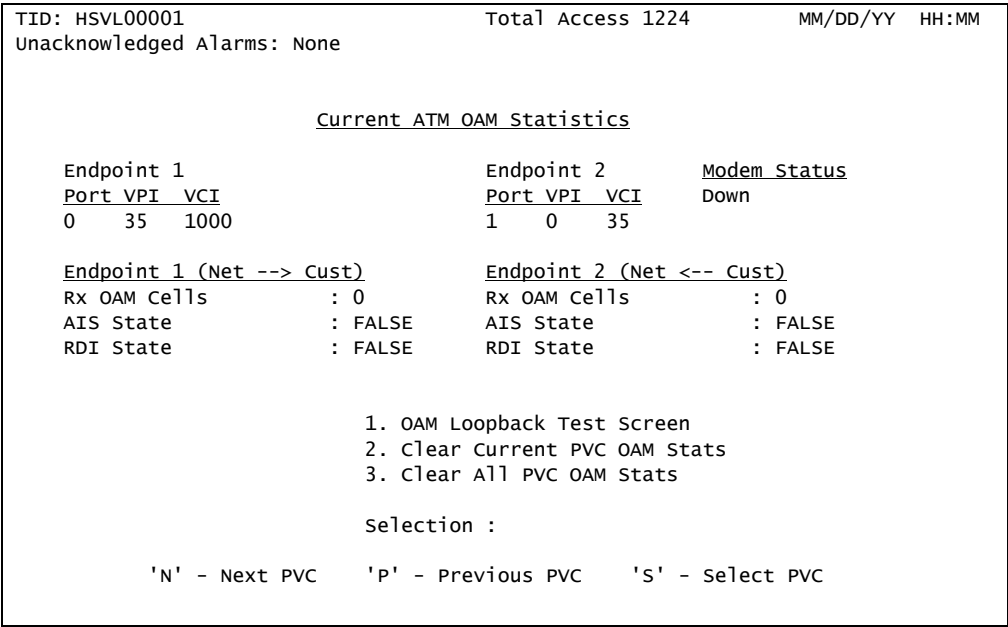 TID: HSVL00001 Total Access 1224 MM/DD/YY HH:MM
Unacknowledged Alarms: None
Current ATM OAM Statistics
Endpoint 1 Endpoint 2 Modem Status
Port VPI VCI Port VPI VCI Down
0 35 1000 1 0 35
Endpoint 1 (Net --> Cust) Endpoint 2 (Net <-- Cust)
Rx OAM Cells : 0 Rx OAM Cells : 0
AIS State : FALSE AIS State : FALSE
RDI State : FALSE RDI State : FALSE
1. OAM Loopback Test Screen
2. Clear Current PVC OAM Stats
3. Clear All PVC OAM Stats
Selection :
'N' - Next PVC 'P' - Previous PVC 'S' - Select PVC